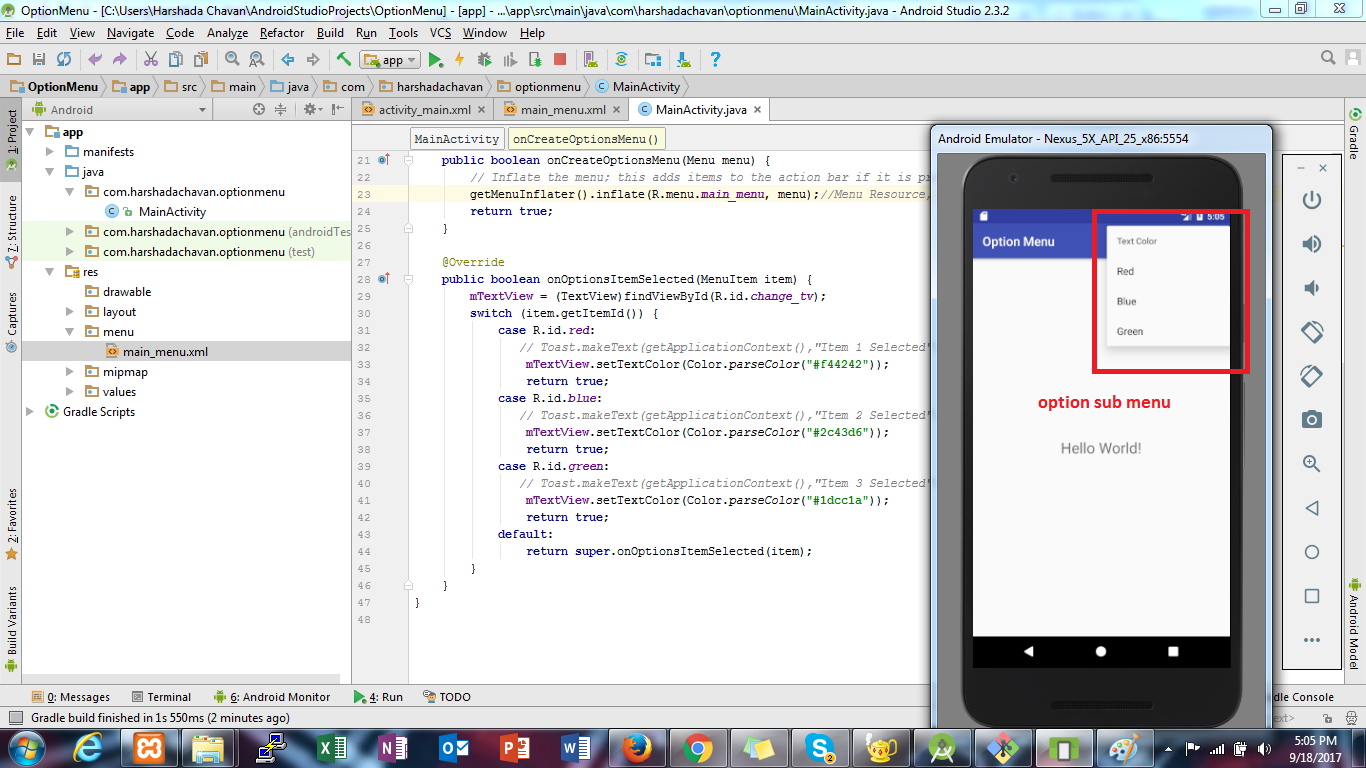 OptionMenu - [C:\Users\Harshada Chavan\AndroidStudioProjects\OptionMenu] - [app] - ...\app\src\main\java\com\harshadachavan\optionmenu\MainActivity.java - Android Studio 2.3.2
File Edit View Navigate Code Analyze Refactor Build Run Tools VCS Window Help
app
OptionMenu app src main java com harshadachavan optionmenu MainActivity
Android
activity_main.xml main_menu.xml MainActivity.java
1: Project
7: Structure
Captures
2: Favorites
Build Variants
app
manifests
java
com.harshadachavan.optionmenu
MainActivity
com.harshadachavan.optionmenu (androidTes
com.harshadachavan.optionmenu (test)
res
drawable
layout
menu
main_menu.xml
mipmap
values
Gradle Scripts
MainActivity onCreateOptionsMenu()
21 public boolean onCreateOptionsMenu(Menu menu) {
22 // Inflate the menu; this adds items to the action bar if it is pr
23 getMenuInflater().inflate(R.menu.main_menu, menu);//Menu Resource,
24 return true;
25 }
26
27 @Override
28 public boolean onOptionsItemSelected(MenuItem item) {
29 mTextView = (TextView)findViewById(R.id.change_tv);
30 switch (item.getItemId()) {
31 case R.id.red:
32 // Toast.makeText(getApplicationContext(),"Item 1 Selected"
33 mTextView.setTextColor(Color.parseColor("#f44242"));
34 return true;
35 case R.id.blue:
36 // Toast.makeText(getApplicationContext(),"Item 2 Selected"
37 mTextView.setTextColor(Color.parseColor("#2c43d6"));
38 return true;
39 case R.id.green:
40 // Toast.makeText(getApplicationContext(),"Item 3 Selected"
41 mTextView.setTextColor(Color.parseColor("#1dcc1a"));
42 return true;
43 default:
44 return super.onOptionsItemSelected(item);
45 }
46 }
47 }
48
Android Emulator - Nexus_5X_API_25_x86:5554
5:05
Option Menu
Text Color
Red
Blue
Green
option sub menu
Hello World!
Gradle
Android Model
0: Messages Terminal 6: Android Monitor 4: Run TODO
dle Console
Gradle build finished in 1s 550ms (2 minutes ago)
ext>
2
5:05 PM
9/18/2017